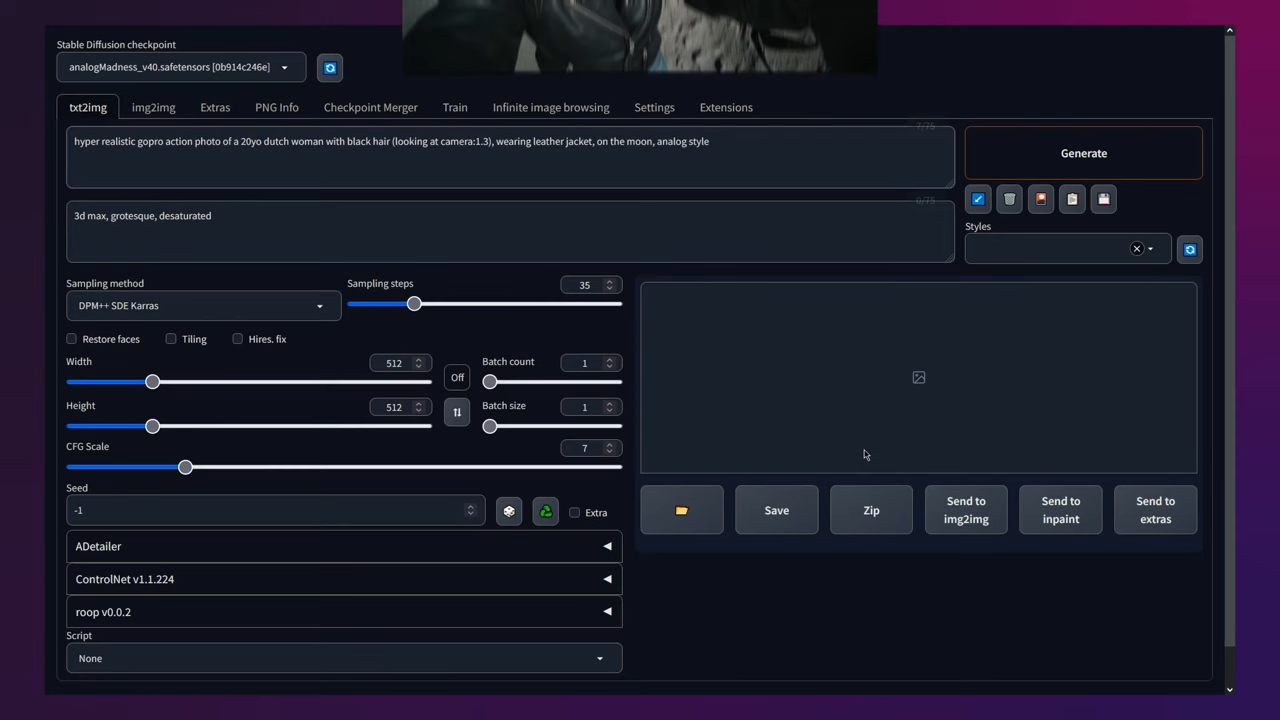 Stable Diffusion checkpoint
analogMadness_v40.safetensors [0b914c246e]
txt2img
img2img
Extras
PNG Info
Checkpoint Merger
Train
Infinite image browsing
Settings
Extensions
7/75
hyper realistic gopro action photo of a 20yo dutch woman with black hair (looking at camera:1.3), wearing leather jacket, on the moon, analog style
Generate
0/75
3d max, grotesque, desaturated
Styles
Sampling method
DPM++ SDE Karras
Sampling steps
35
Restore faces
Tiling
Hires. fix
Width
512
Off
Batch count
1
Height
512
Batch size
1
CFG Scale
7
Seed
-1
Extra
Save
Zip
Send to
img2img
Send to
inpaint
Send to
extras
ADetailer
ControlNet v1.1.224
roop v0.0.2
Script
None